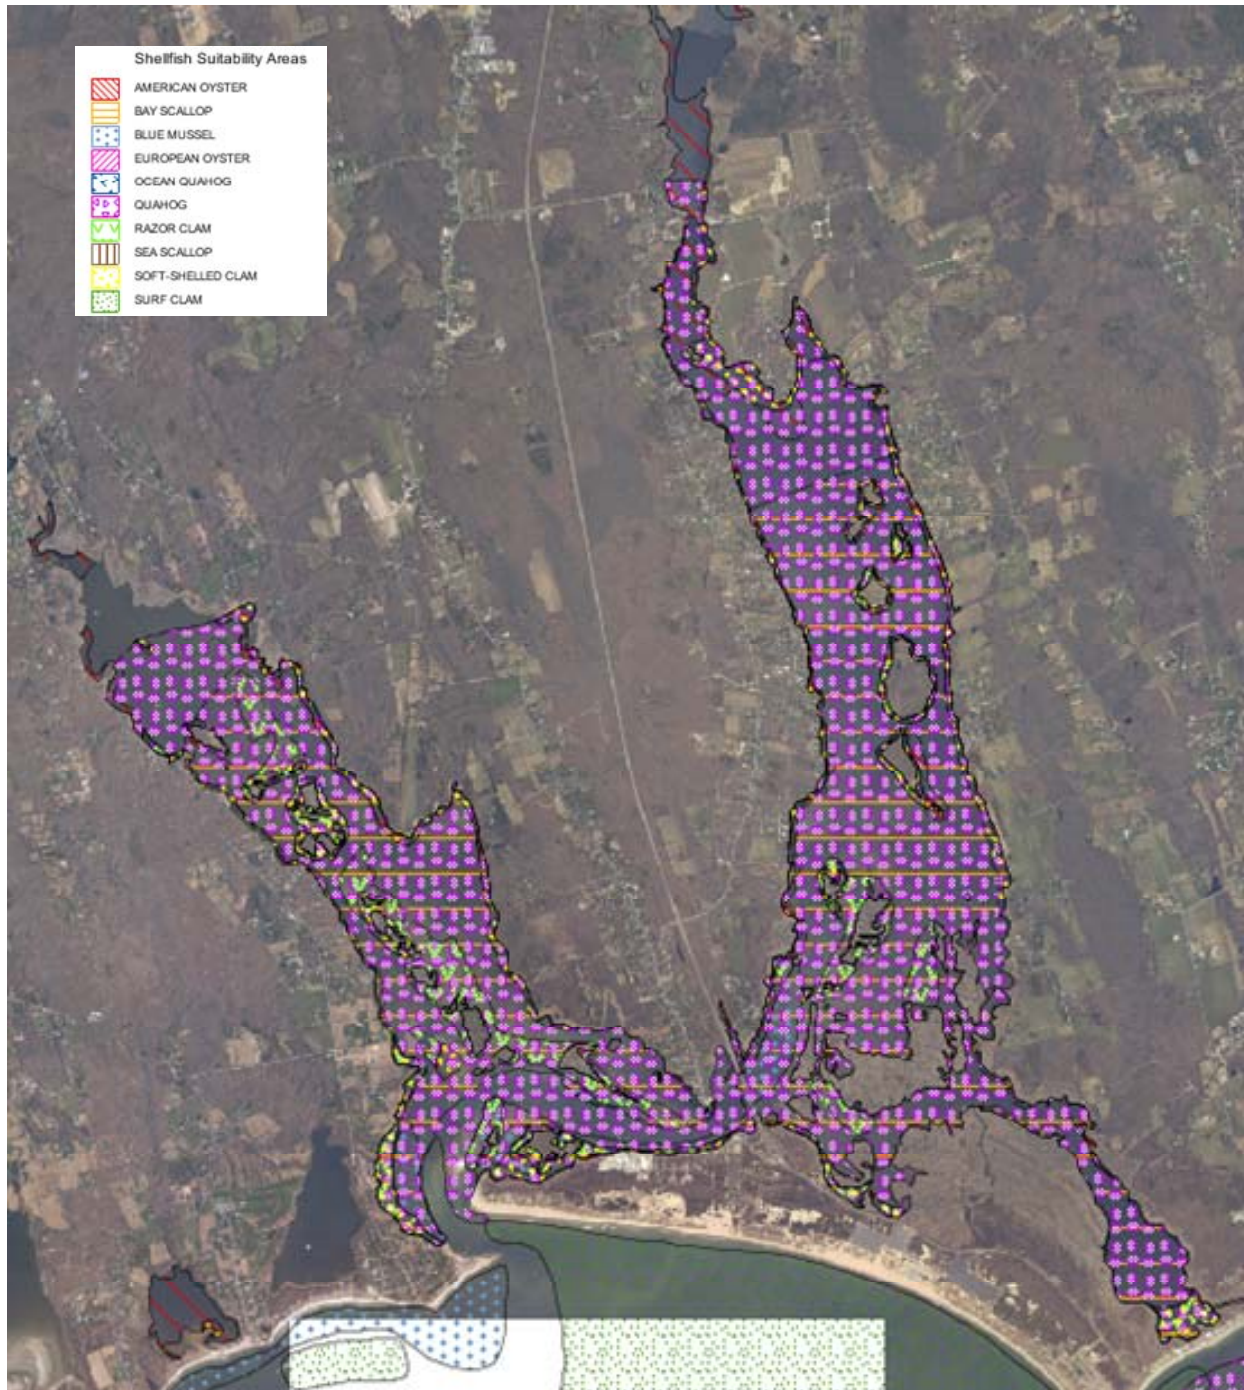 Shellfish Suitability Areas
AMERICAN OYSTER
BAY SCALLOP
BLUE MUSSEL
EUROPEAN OYSTER
OCEAN QUAHOG
QUAHOG
RAZOR CLAM
SEA SCALLOP
SOFT-SHELLED CLAM
SURF CLAM